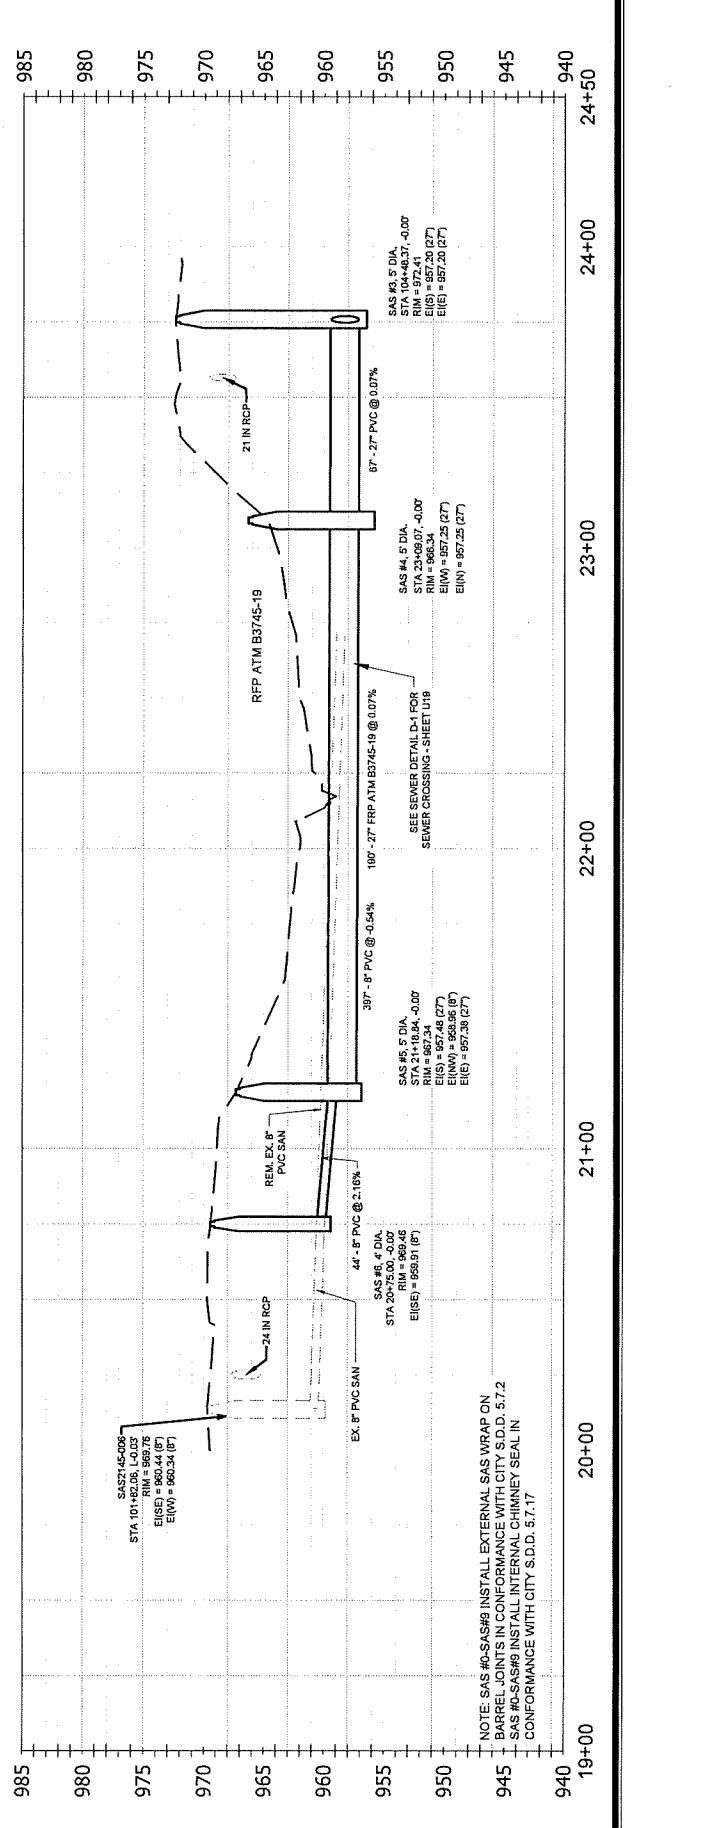 985
980
975
970
965
960
955
950
945
940
985
980
975
970
965
960
955
950
945
940
19+00
20+00
21+00
22+00
23+00
24+00
24+50
SAS2145-006
STA 101+62.06, L-0.03'
RIM = 969.76
EI(SE) = 960.44 (8")
EI(W) = 960.34 (8")
24 IN RCP
EX. 8" PVC SAN
SAS #6, 4' DIA.
STA 20+75.00, -0.00'
RIM = 969.46
EI(SE) = 959.91 (8")
44' - 8" PVC @ 2.16%
REM. EX. 8"
PVC SAN
SAS #5, 5' DIA.
STA 21+18.84, -0.00'
RIM = 967.34
EI(S) = 957.48 (27")
EI(NW) = 958.96 (8")
EI(E) = 957.38 (27")
397' - 8" PVC @ -0.54%
190' - 27" FRP ATM B3745-19 @ 0.07%
SEE SEWER DETAIL D-1 FOR
SEWER CROSSING - SHEET U19
RFP ATM B3745-19
SAS #4, 5' DIA.
STA 23+09.07, -0.00'
RIM = 966.34
EI(W) = 957.25 (27")
EI(N) = 957.25 (27")
67' - 27" PVC @ 0.07%
21 IN RCP
SAS #3, 5' DIA.
STA 104+48.37, -0.00'
RIM = 972.41
EI(S) = 957.20 (27")
EI(E) = 957.20 (27")
NOTE: SAS #0-SAS#9 INSTALL EXTERNAL SAS WRAP ON
BARREL JOINTS IN CONFORMANCE WITH CITY S.D.D. 5.7.2
SAS #0-SAS#9 INSTALL INTERNAL CHIMNEY SEAL IN
CONFORMANCE WITH CITY S.D.D. 5.7.17